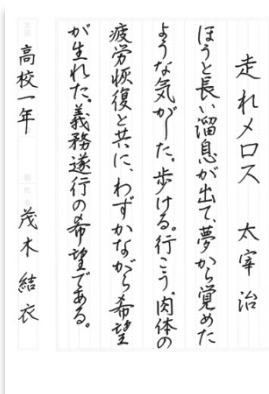 走れメロス　太宰治
ほうと長い溜息が出て、夢から覚めた
ような気がした。歩ける。行こう。肉体の
疲労恢復と共に、わずかながら希望
が生れた。義務遂行の希望である。
高校一年　茂木結衣